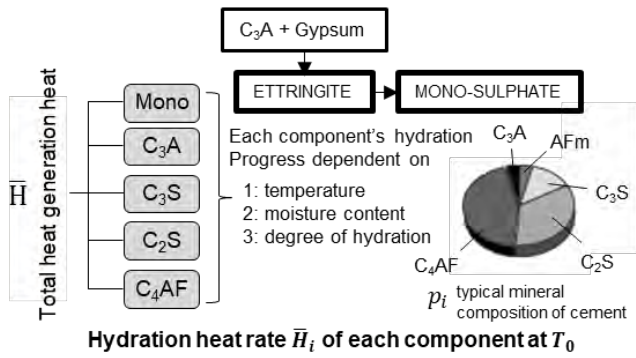 C₃A + Gypsum
ETTRINGITE
MONO-SULPHATE
H̅
Total heat generation heat
Mono
C₃A
C₃S
C₂S
C₄AF
Each component's hydration
Progress dependent on
1: temperature
2: moisture content
3: degree of hydration
C₃A
AFm
C₃S
C₂S
C₄AF
pᵢ typical mineral
composition of cement
Hydration heat rate H̅ᵢ of each component at T₀